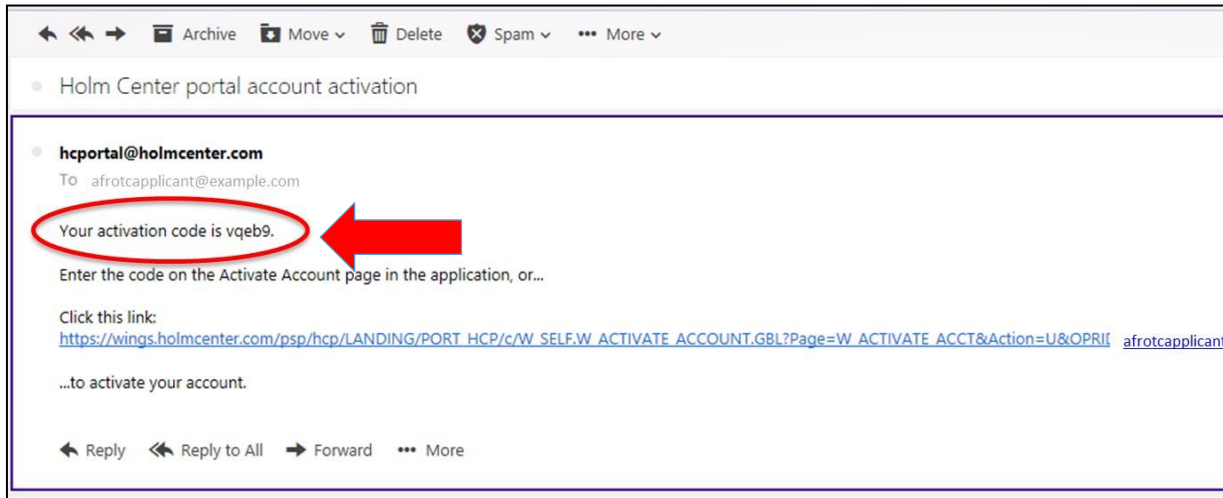 Archive Move Delete Spam More
Holm Center portal account activation
hcportal@holmcenter.com
To afrotcapplicant@example.com
Your activation code is vqeb9.
Enter the code on the Activate Account page in the application, or...
Click this link:
https://wings.holmcenter.com/psp/hcp/LANDING/PORT_HCP/c/W_SELF.W_ACTIVATE_ACCOUNT.GBL?Page=W_ACTIVATE_ACCT&Action=U&OPRI afrotcapplicant
...to activate your account.
Reply Reply to All Forward More